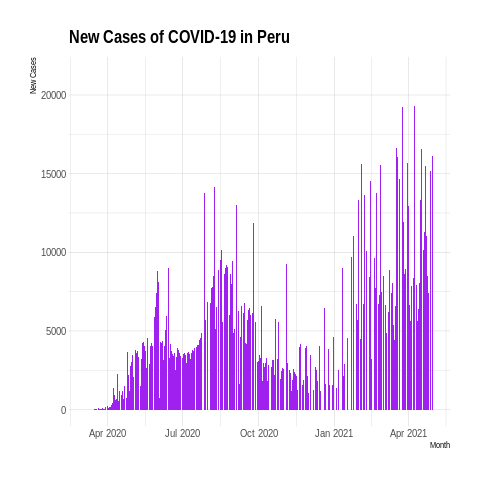 New Cases of COVID-19 in Peru
New Cases
20000
15000
10000
5000
0
Apr 2020 Jul 2020 Oct 2020 Jan 2021 Apr 2021
Month